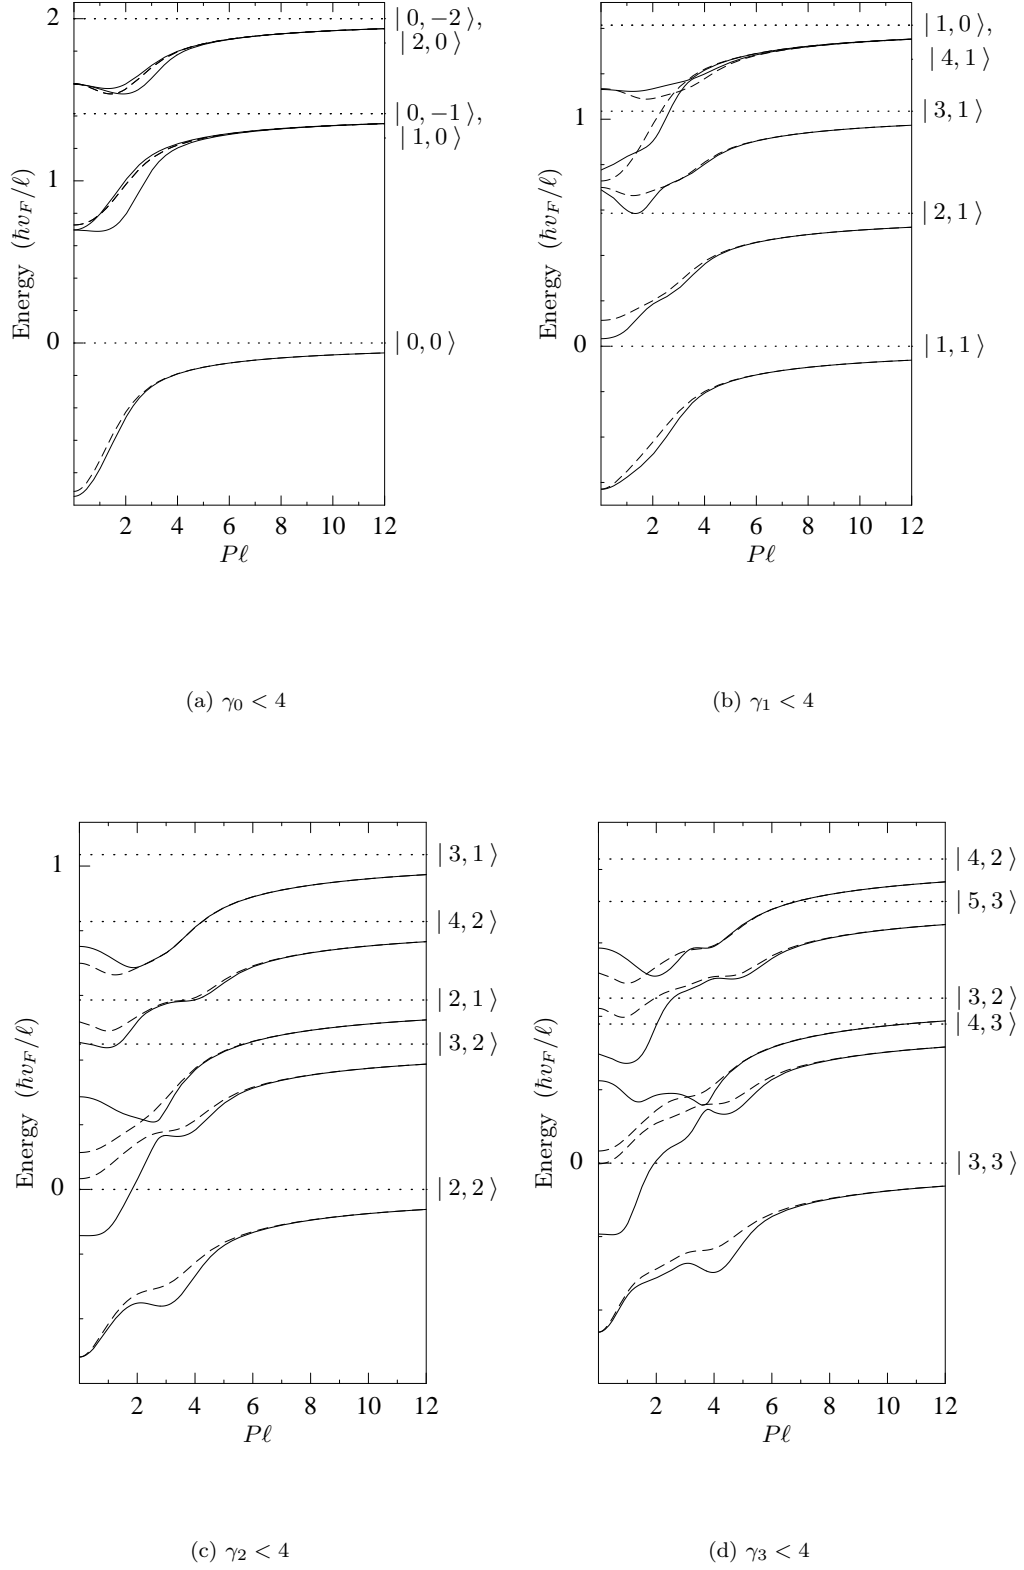 2
1
0
Energy (ħv_F/ℓ)
| 0, −2 ⟩,
| 2, 0 ⟩
| 0, −1 ⟩,
| 1, 0 ⟩
| 0, 0 ⟩
2 4 6 8 10 12
Pℓ
(a) γ₀ < 4
1
0
Energy (ħv_F/ℓ)
| 1, 0 ⟩,
| 4, 1 ⟩
| 3, 1 ⟩
| 2, 1 ⟩
| 1, 1 ⟩
2 4 6 8 10 12
Pℓ
(b) γ₁ < 4
1
0
Energy (ħv_F/ℓ)
| 3, 1 ⟩
| 4, 2 ⟩
| 2, 1 ⟩
| 3, 2 ⟩
| 2, 2 ⟩
2 4 6 8 10 12
Pℓ
(c) γ₂ < 4
0
Energy (ħv_F/ℓ)
| 4, 2 ⟩
| 5, 3 ⟩
| 3, 2 ⟩
| 4, 3 ⟩
| 3, 3 ⟩
2 4 6 8 10 12
Pℓ
(d) γ₃ < 4